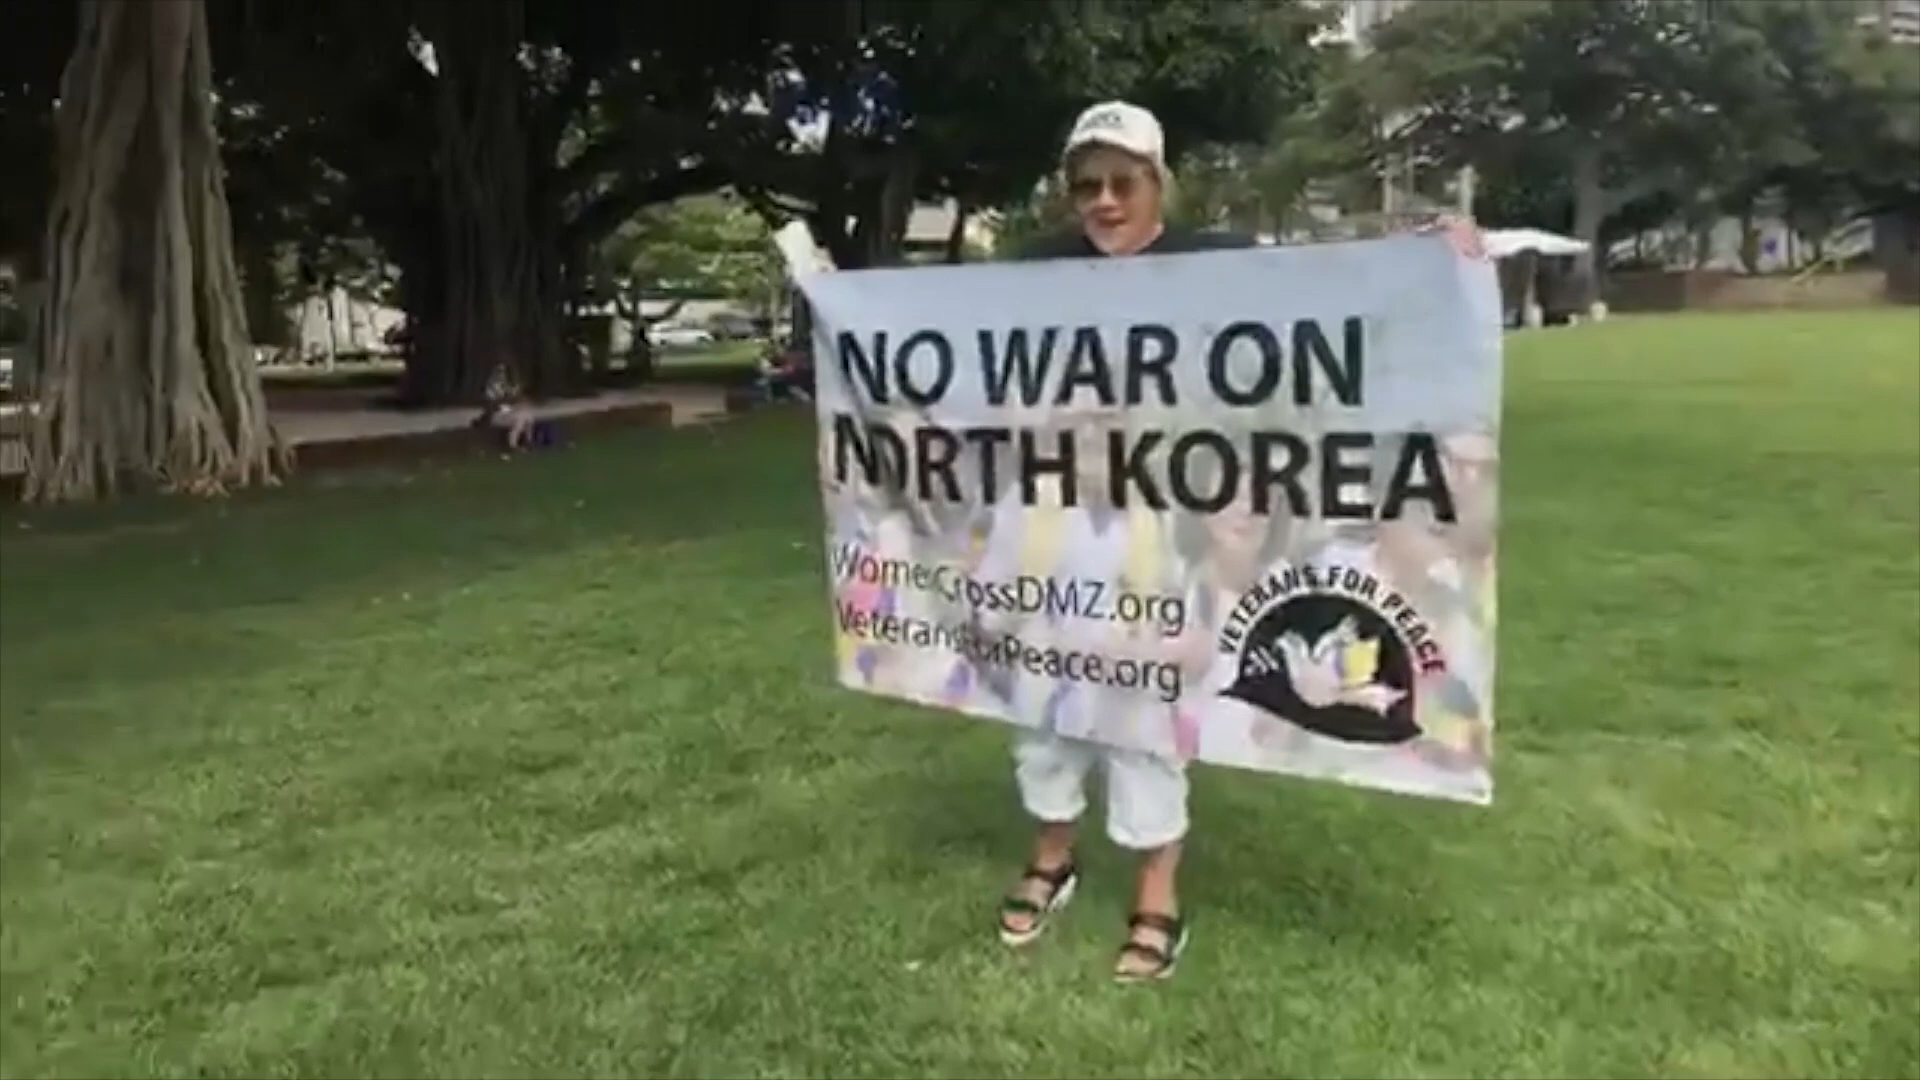 NO WAR ON
NORTH KOREA
WomenCrossDMZ.org
VeteransForPeace.org
VETERANS FOR PEACE